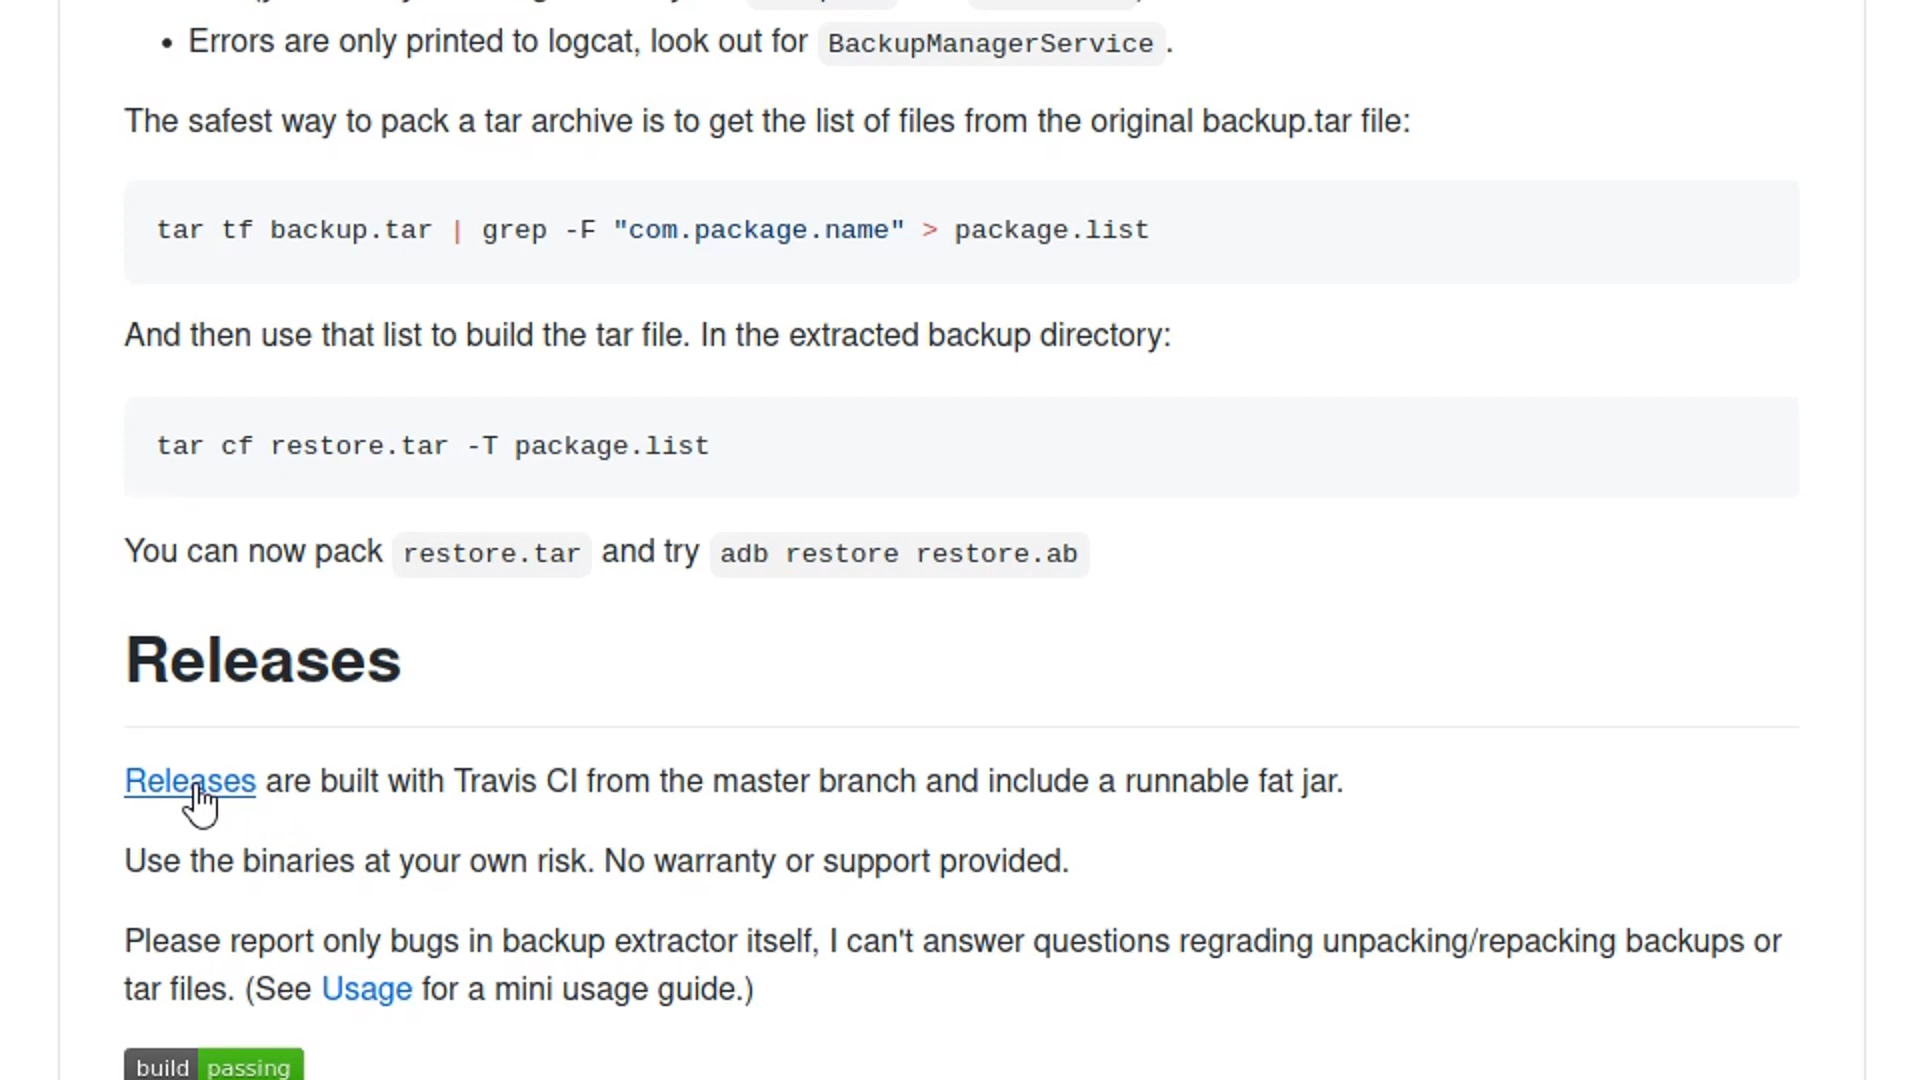 • Errors are only printed to logcat, look out for BackupManagerService.
The safest way to pack a tar archive is to get the list of files from the original backup.tar file:
tar tf backup.tar | grep -F "com.package.name" > package.list
And then use that list to build the tar file. In the extracted backup directory:
tar cf restore.tar -T package.list
You can now pack restore.tar and try adb restore restore.ab
Releases
Releases are built with Travis CI from the master branch and include a runnable fat jar.
Use the binaries at your own risk. No warranty or support provided.
Please report only bugs in backup extractor itself, I can't answer questions regrading unpacking/repacking backups or
tar files. (See Usage for a mini usage guide.)
build passing